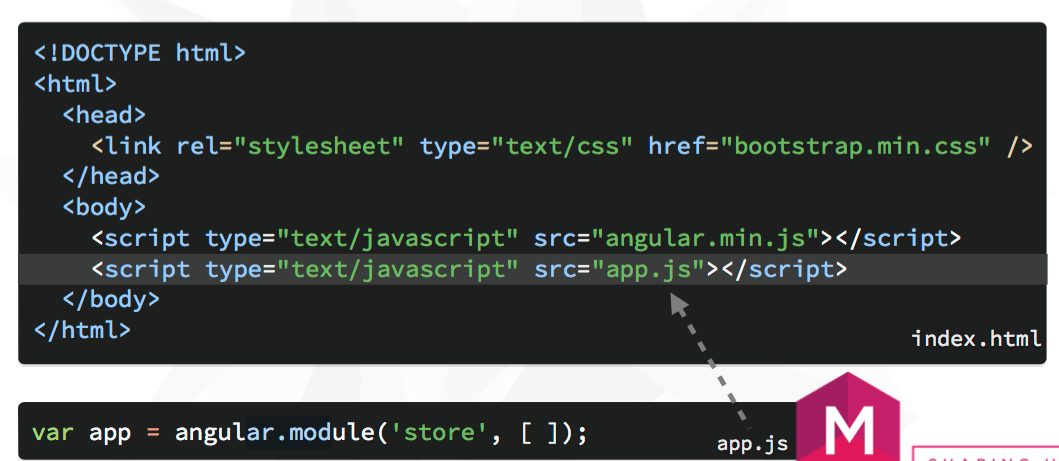 <!DOCTYPE html>
<html>
  <head>
    <link rel="stylesheet" type="text/css" href="bootstrap.min.css" />
  </head>
  <body>
    <script type="text/javascript" src="angular.min.js"></script>
    <script type="text/javascript" src="app.js"></script>
  </body>
</html>
index.html
var app = angular.module('store', [ ]);
app.js
M